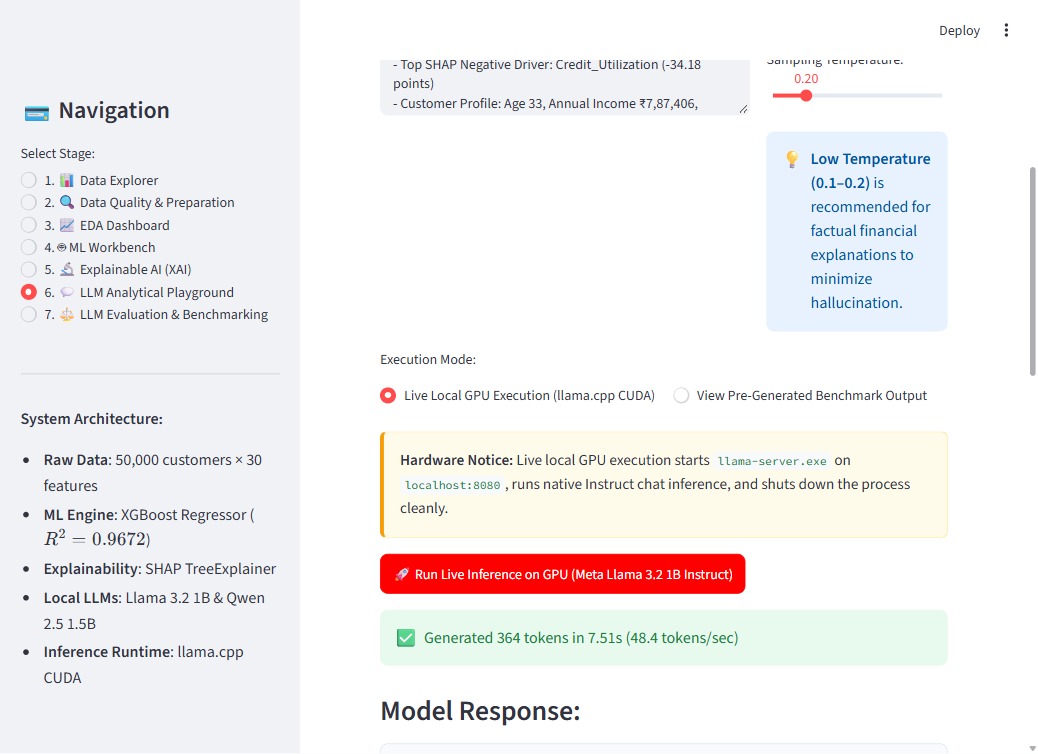 Deploy
Navigation
Select Stage:
1. 📊 Data Explorer
2. 🔍 Data Quality & Preparation
3. 📈 EDA Dashboard
4. ML Workbench
5. 🔬 Explainable AI (XAI)
6. 💬 LLM Analytical Playground
7. ⚖️ LLM Evaluation & Benchmarking
System Architecture:
• Raw Data: 50,000 customers × 30
features
• ML Engine: XGBoost Regressor (
R² = 0.9672)
• Explainability: SHAP TreeExplainer
• Local LLMs: Llama 3.2 1B & Qwen
2.5 1.5B
• Inference Runtime: llama.cpp
CUDA
- Top SHAP Negative Driver: Credit_Utilization (-34.18
points)
- Customer Profile: Age 33, Annual Income ₹7,87,406,
Sampling Temperature:
0.20
💡 Low Temperature
(0.1–0.2) is
recommended for
factual financial
explanations to
minimize
hallucination.
Execution Mode:
Live Local GPU Execution (llama.cpp CUDA)
View Pre-Generated Benchmark Output
Hardware Notice: Live local GPU execution starts llama-server.exe on
localhost:8080 , runs native Instruct chat inference, and shuts down the process
cleanly.
🚀 Run Live Inference on GPU (Meta Llama 3.2 1B Instruct)
✅ Generated 364 tokens in 7.51s (48.4 tokens/sec)
Model Response: